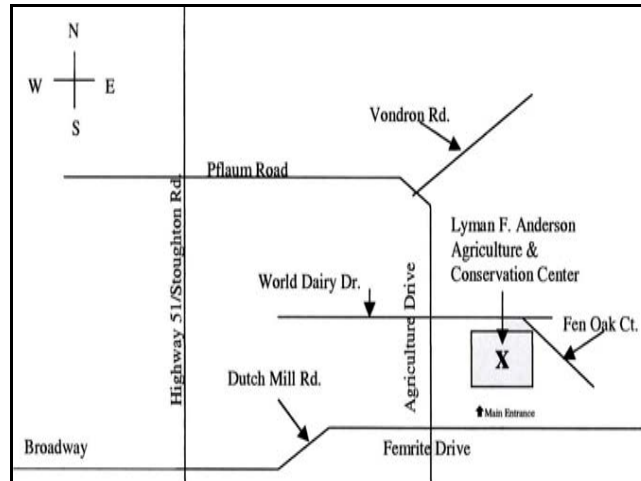 N
W E
S
Vondron Rd.
Pflaum Road
Highway 51/Stoughton Rd.
Lyman F. Anderson
Agriculture &
Conservation Center
World Dairy Dr.
Agriculture Drive
Fen Oak Ct.
X
Dutch Mill Rd.
Main Entrance
Broadway
Femrite Drive